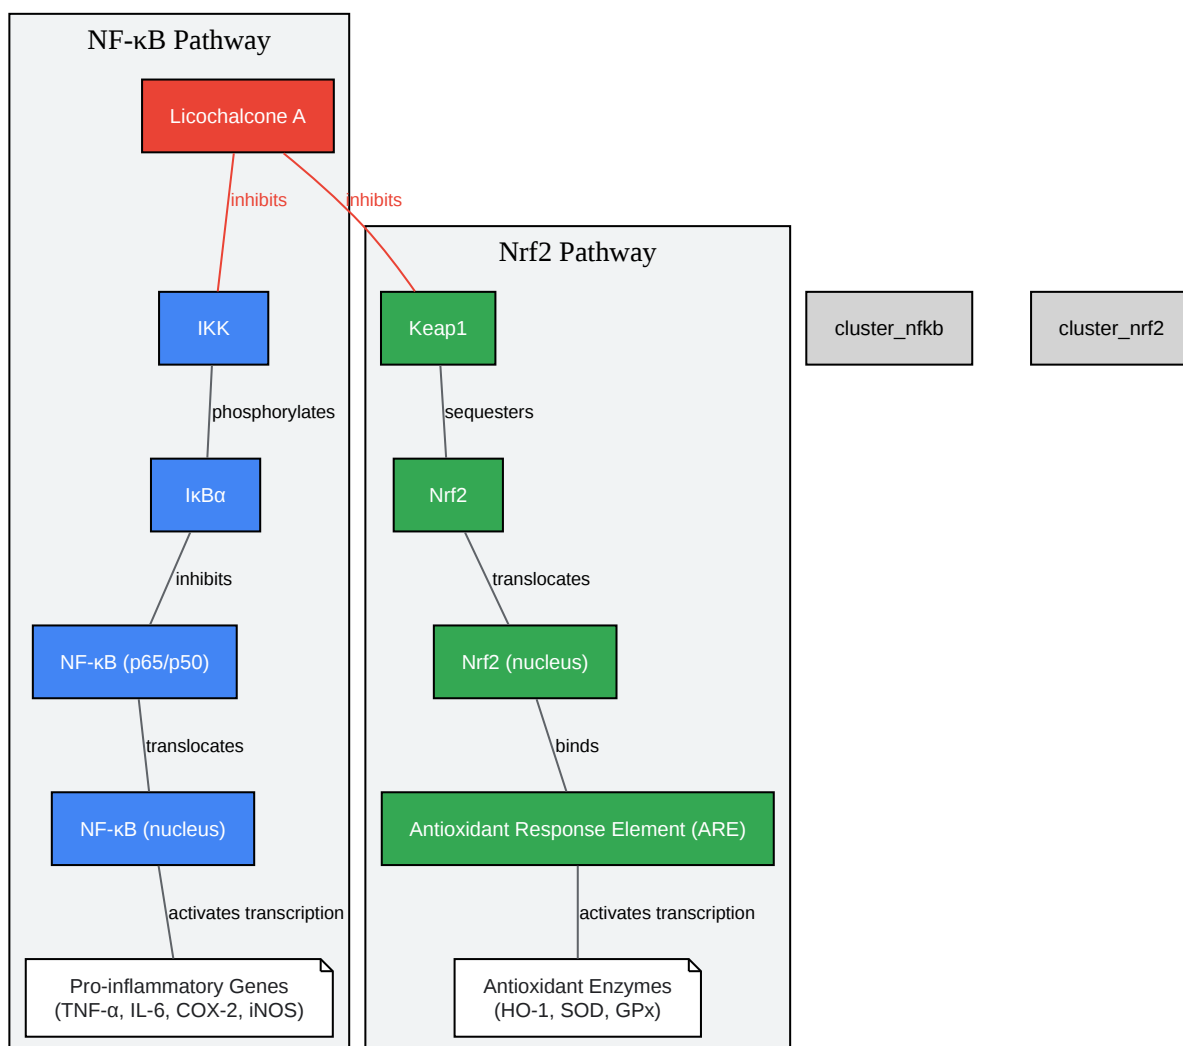 NF-κB Pathway
Licochalcone A
inhibits
inhibits
Nrf2 Pathway
IKK
Keap1
cluster_nfkb
cluster_nrf2
phosphorylates
sequesters
IκBα
Nrf2
inhibits
translocates
NF-κB (p65/p50)
Nrf2 (nucleus)
translocates
binds
NF-κB (nucleus)
Antioxidant Response Element (ARE)
activates transcription
activates transcription
Pro-inflammatory Genes
(TNF-α, IL-6, COX-2, iNOS)
Antioxidant Enzymes
(HO-1, SOD, GPx)